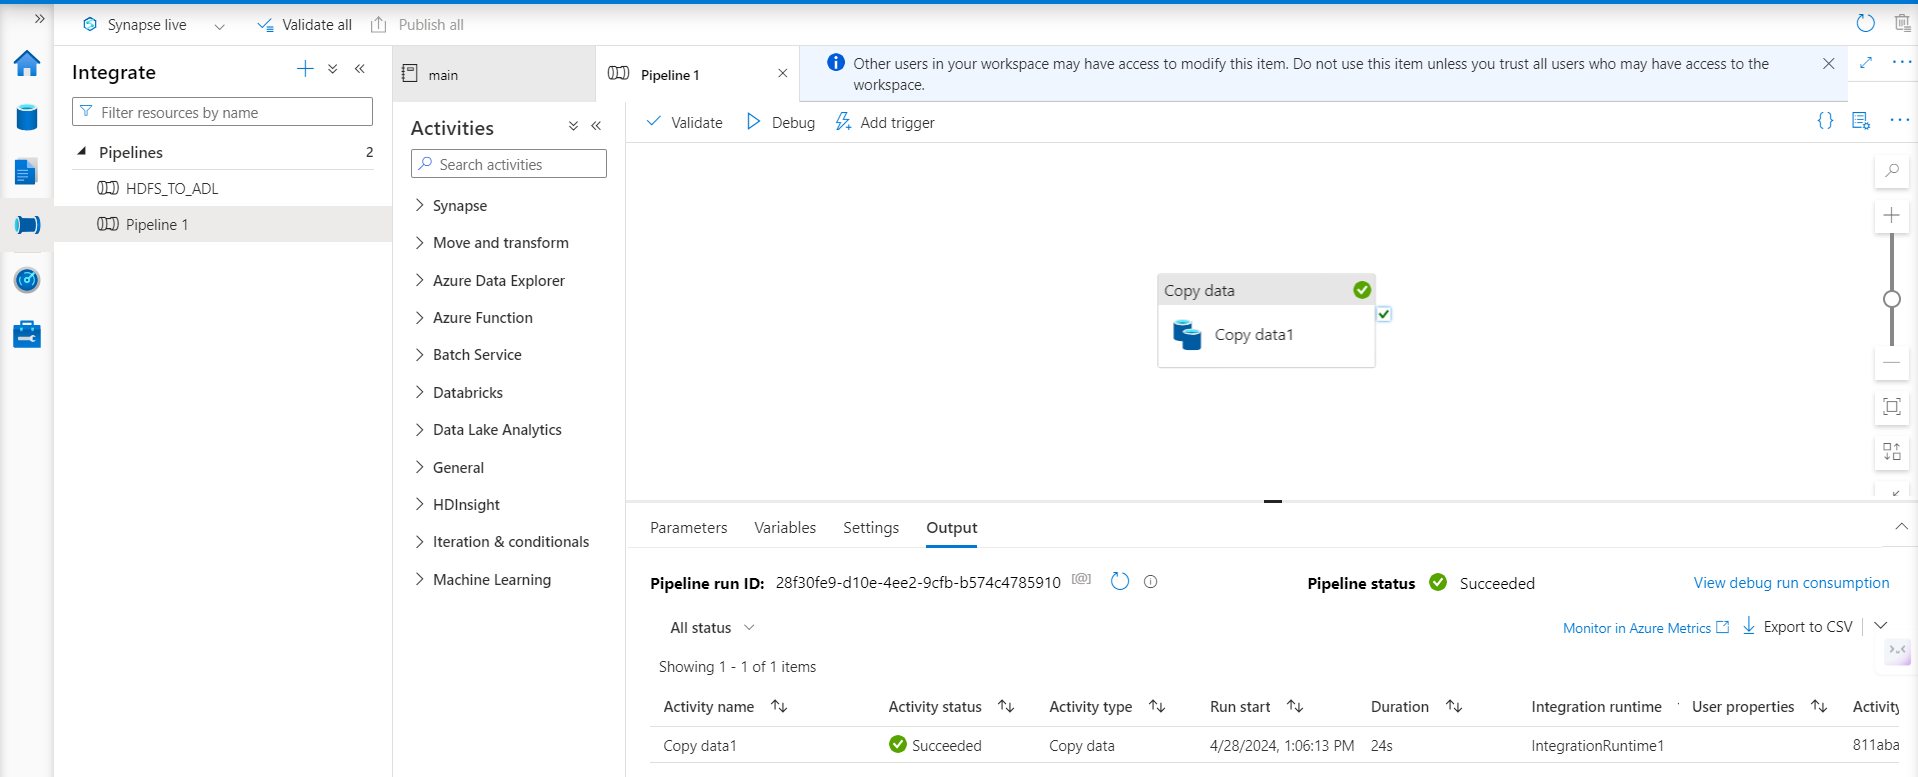 Synapse live
Validate all
Publish all
Integrate
Filter resources by name
Pipelines 2
HDFS_TO_ADL
Pipeline 1
main
Pipeline 1
Other users in your workspace may have access to modify this item. Do not use this item unless you trust all users who may have access to the
workspace.
Activities
Search activities
Synapse
Move and transform
Azure Data Explorer
Azure Function
Batch Service
Databricks
Data Lake Analytics
General
HDInsight
Iteration & conditionals
Machine Learning
Validate
Debug
Add trigger
Copy data
Copy data1
Parameters Variables Settings Output
Pipeline run ID: 28f30fe9-d10e-4ee2-9cfb-b574c4785910 [@]
Pipeline status Succeeded
View debug run consumption
All status
Monitor in Azure Metrics
Export to CSV
Showing 1 - 1 of 1 items
Activity name Activity status Activity type Run start Duration Integration runtime User properties Activity
Copy data1 Succeeded Copy data 4/28/2024, 1:06:13 PM 24s IntegrationRuntime1 811aba